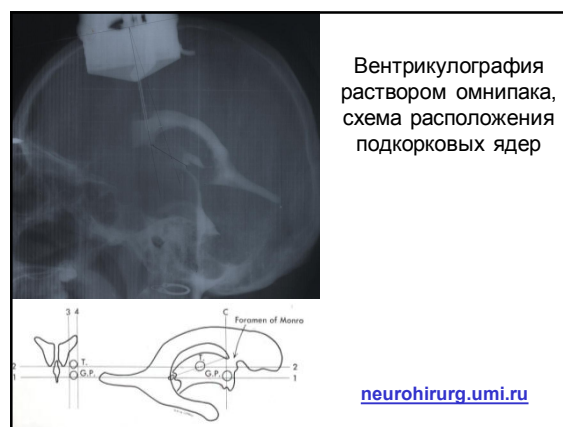 Вентрикулография
раствором омнипака,
схема расположения
подкорковых ядер
3 4
C
Foramen of Monro
T.
G.P.
2
1
T.
G.P.
2
1
neurohirurg.umi.ru